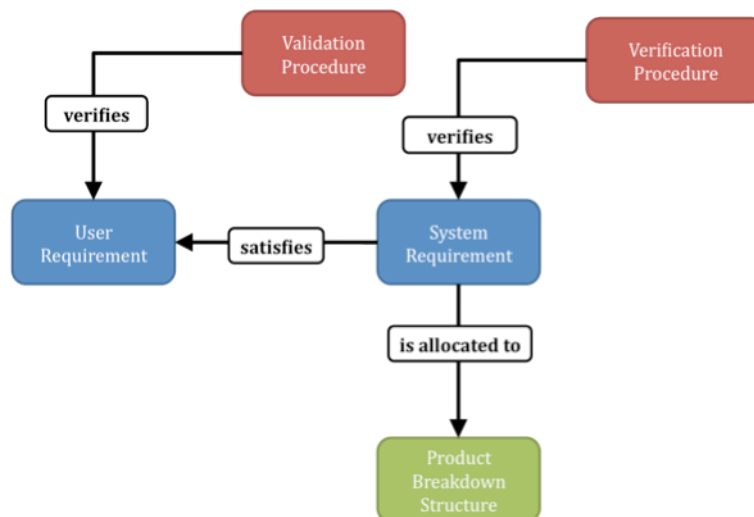 Validation
Procedure
Verification
Procedure
verifies
verifies
User
Requirement
satisfies
System
Requirement
is allocated to
Product
Breakdown
Structure